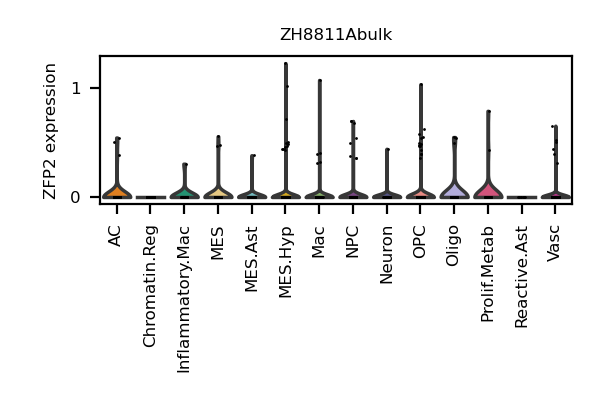 ZH8811Abulk
ZFP2 expression
1
0
AC
Chromatin.Reg
Inflammatory.Mac
MES
MES.Ast
MES.Hyp
Mac
NPC
Neuron
OPC
Oligo
Prolif.Metab
Reactive.Ast
Vasc